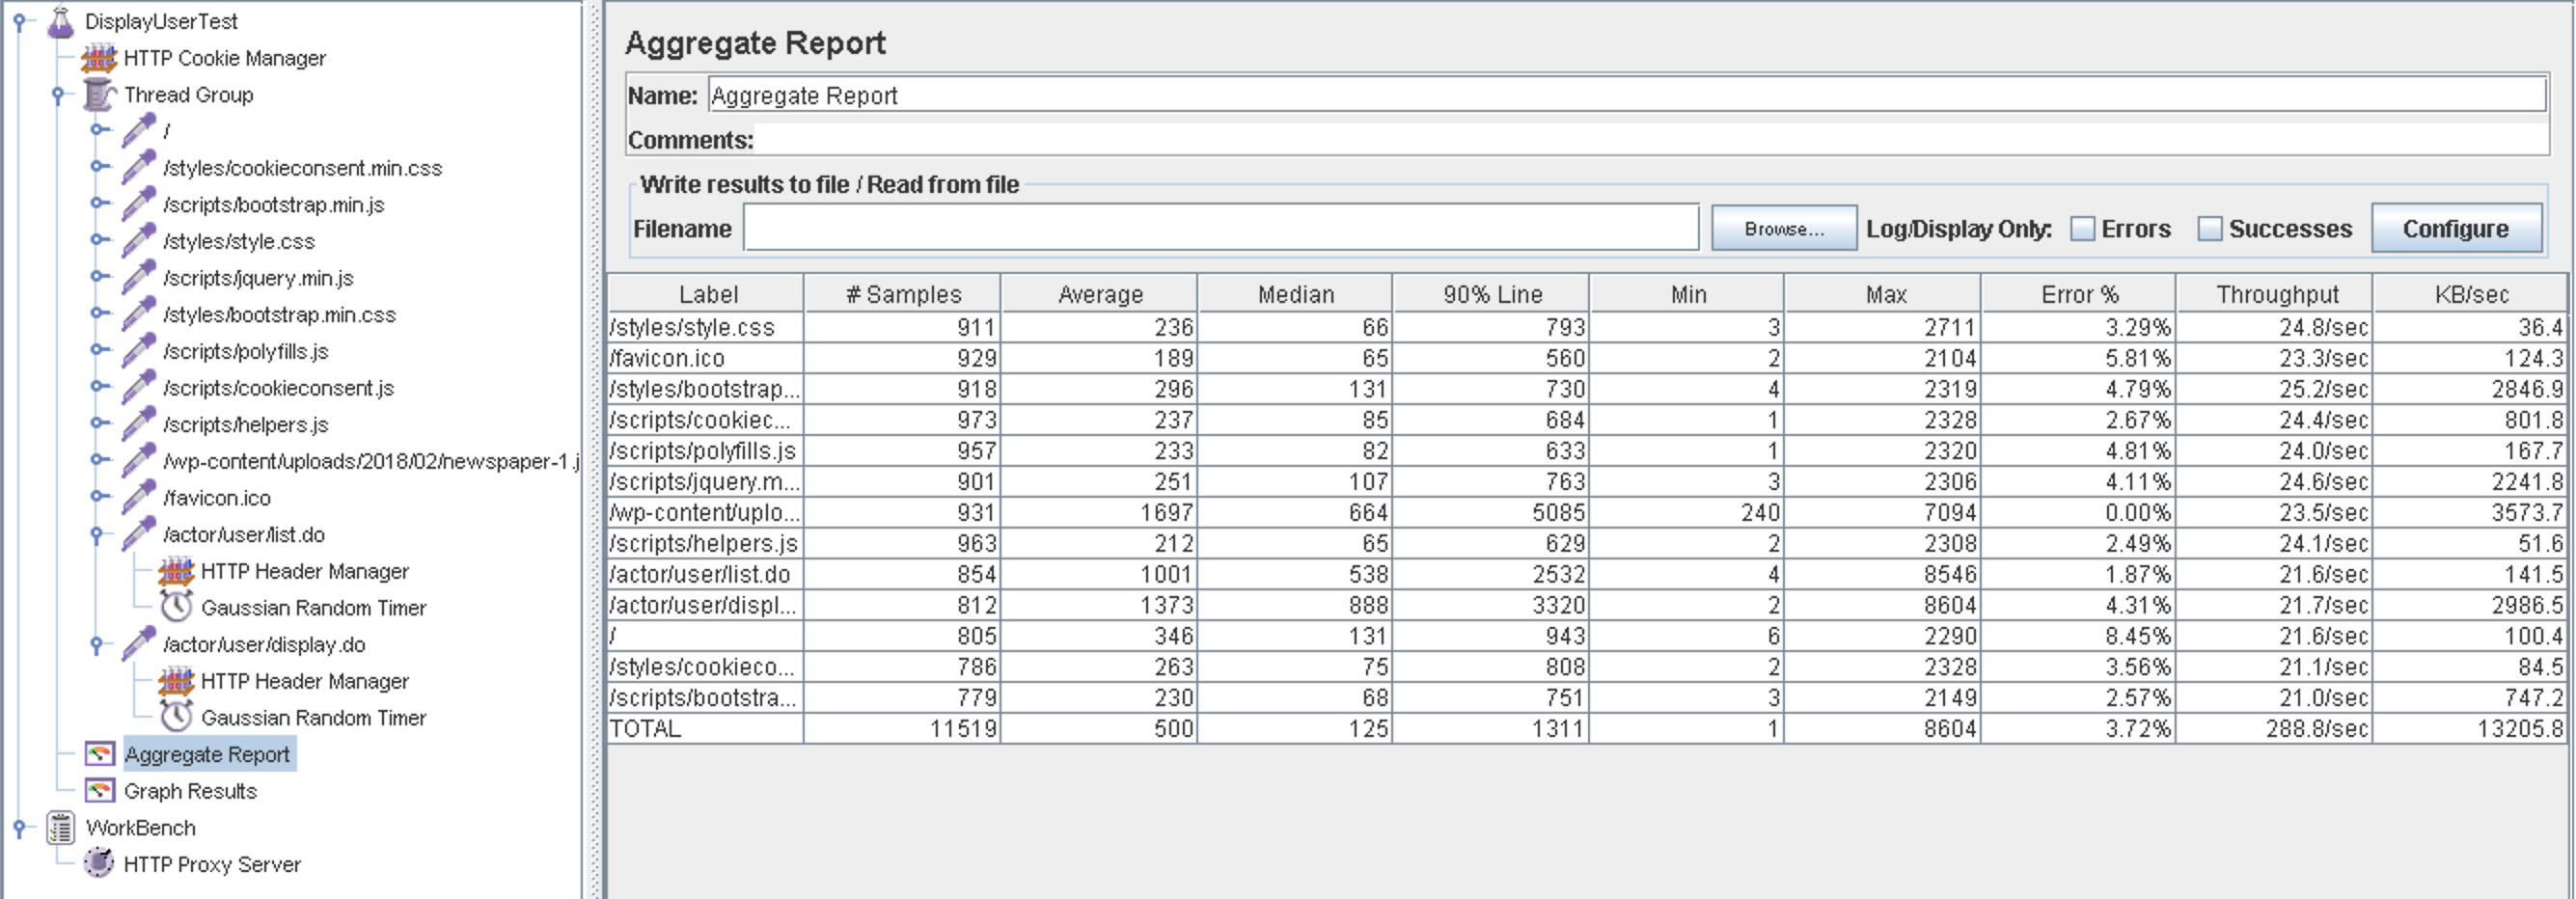 DisplayUserTest
HTTP Cookie Manager
Thread Group
/
/styles/cookieconsent.min.css
/scripts/bootstrap.min.js
/styles/style.css
/scripts/jquery.min.js
/styles/bootstrap.min.css
/scripts/polyfills.js
/scripts/cookieconsent.js
/scripts/helpers.js
/wp-content/uploads/2018/02/newspaper-1.j
/favicon.ico
/actor/user/list.do
HTTP Header Manager
Gaussian Random Timer
/actor/user/display.do
HTTP Header Manager
Gaussian Random Timer
Aggregate Report
Graph Results
WorkBench
HTTP Proxy Server
Aggregate Report
Name: Aggregate Report
Comments:
Write results to file / Read from file
Filename Browse... Log/Display Only: Errors Successes Configure
Label # Samples Average Median 90% Line Min Max Error % Throughput KB/sec
/styles/style.css 911 236 66 793 3 2711 3.29% 24.8/sec 36.4
/favicon.ico 929 189 65 560 2 2104 5.81% 23.3/sec 124.3
/styles/bootstrap... 918 296 131 730 4 2319 4.79% 25.2/sec 2846.9
/scripts/cookiec... 973 237 85 684 1 2328 2.67% 24.4/sec 801.8
/scripts/polyfills.js 957 233 82 633 1 2320 4.81% 24.0/sec 167.7
/scripts/jquery.m... 901 251 107 763 3 2306 4.11% 24.6/sec 2241.8
/wp-content/uplo... 931 1697 664 5085 240 7094 0.00% 23.5/sec 3573.7
/scripts/helpers.js 963 212 65 629 2 2308 2.49% 24.1/sec 51.6
/actor/user/list.do 854 1001 538 2532 4 8546 1.87% 21.6/sec 141.5
/actor/user/displ... 812 1373 888 3320 2 8604 4.31% 21.7/sec 2986.5
/ 805 346 131 943 6 2290 8.45% 21.6/sec 100.4
/styles/cookieco... 786 263 75 808 2 2328 3.56% 21.1/sec 84.5
/scripts/bootstra... 779 230 68 751 3 2149 2.57% 21.0/sec 747.2
TOTAL 11519 500 125 1311 1 8604 3.72% 288.8/sec 13205.8